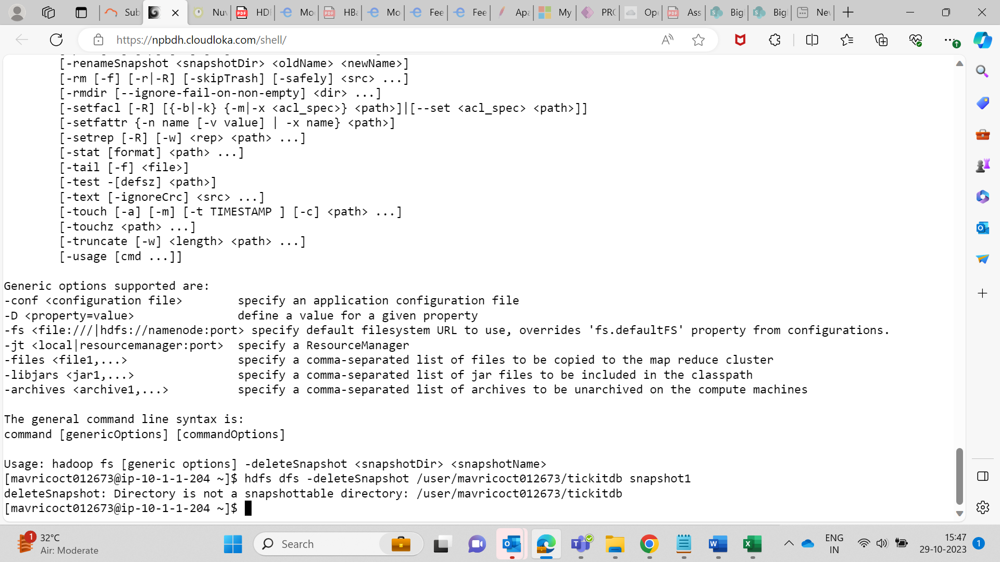 Sub
Nuv
HDF
Mo
HBa
Mo
Fee
Fee
Apa
My
PRO
Ope
Ass
Big
Big
Nev
https://npbdh.cloudloka.com/shell/
[-renameSnapshot <snapshotDir> <oldName> <newName>]
[-rm [-f] [-r|-R] [-skipTrash] [-safely] <src> ...]
[-rmdir [--ignore-fail-on-non-empty] <dir> ...]
[-setfacl [-R] [{-b|-k} {-m|-x <acl_spec>} <path>]|[--set <acl_spec> <path>]]
[-setfattr {-n name [-v value] | -x name} <path>]
[-setrep [-R] [-w] <rep> <path> ...]
[-stat [format] <path> ...]
[-tail [-f] <file>]
[-test -[defsz] <path>]
[-text [-ignoreCrc] <src> ...]
[-touch [-a] [-m] [-t TIMESTAMP ] [-c] <path> ...]
[-touchz <path> ...]
[-truncate [-w] <length> <path> ...]
[-usage [cmd ...]]
Generic options supported are:
-conf <configuration file>        specify an application configuration file
-D <property=value>               define a value for a given property
-fs <file:///|hdfs://namenode:port> specify default filesystem URL to use, overrides 'fs.defaultFS' property from configurations.
-jt <local|resourcemanager:port>  specify a ResourceManager
-files <file1,...>                specify a comma-separated list of files to be copied to the map reduce cluster
-libjars <jar1,...>               specify a comma-separated list of jar files to be included in the classpath
-archives <archive1,...>          specify a comma-separated list of archives to be unarchived on the compute machines
The general command line syntax is:
command [genericOptions] [commandOptions]
Usage: hadoop fs [generic options] -deleteSnapshot <snapshotDir> <snapshotName>
[mavricoct012673@ip-10-1-1-204 ~]$ hdfs dfs -deleteSnapshot /user/mavricoct012673/tickitdb snapshot1
deleteSnapshot: Directory is not a snapshottable directory: /user/mavricoct012673/tickitdb
[mavricoct012673@ip-10-1-1-204 ~]$
1
32°C
Air: Moderate
Search
ENG
IN
15:47
29-10-2023
1